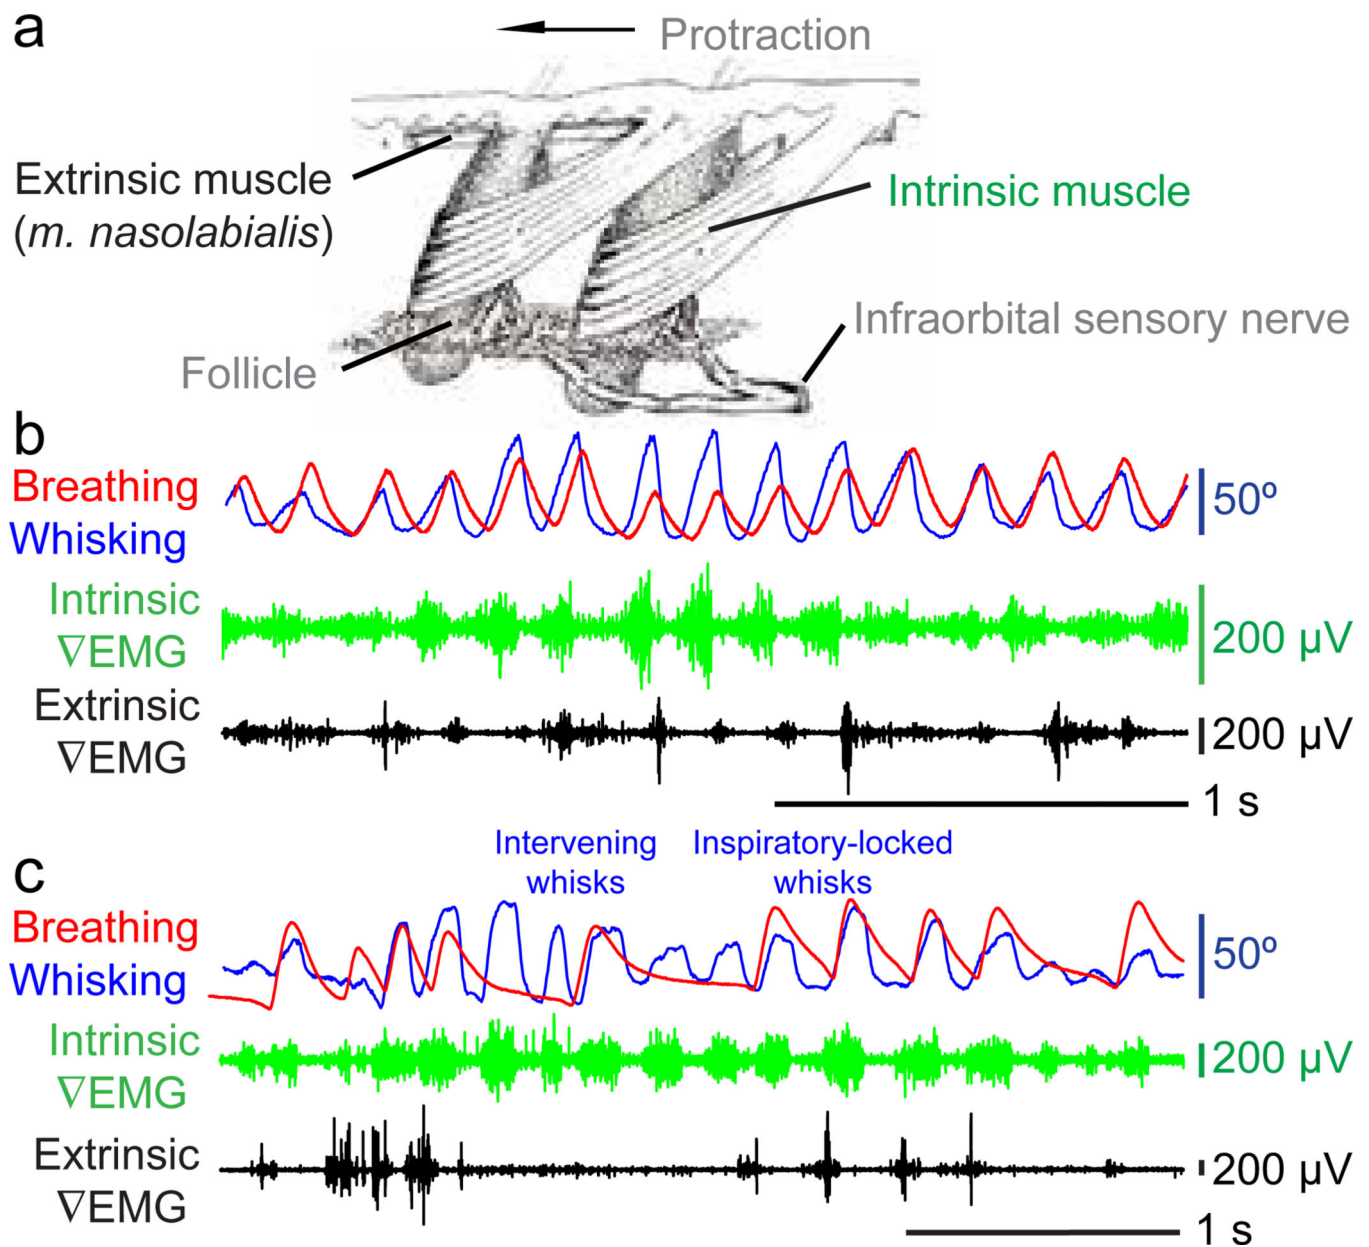 a
Protraction
Extrinsic muscle
(m. nasolabialis)
Intrinsic muscle
Infraorbital sensory nerve
Follicle
b
Breathing
Whisking
50º
Intrinsic
∇EMG
200 µV
Extrinsic
∇EMG
200 µV
1 s
Intervening
whisks
Inspiratory-locked
whisks
c
Breathing
Whisking
50º
Intrinsic
∇EMG
200 µV
Extrinsic
∇EMG
200 µV
1 s